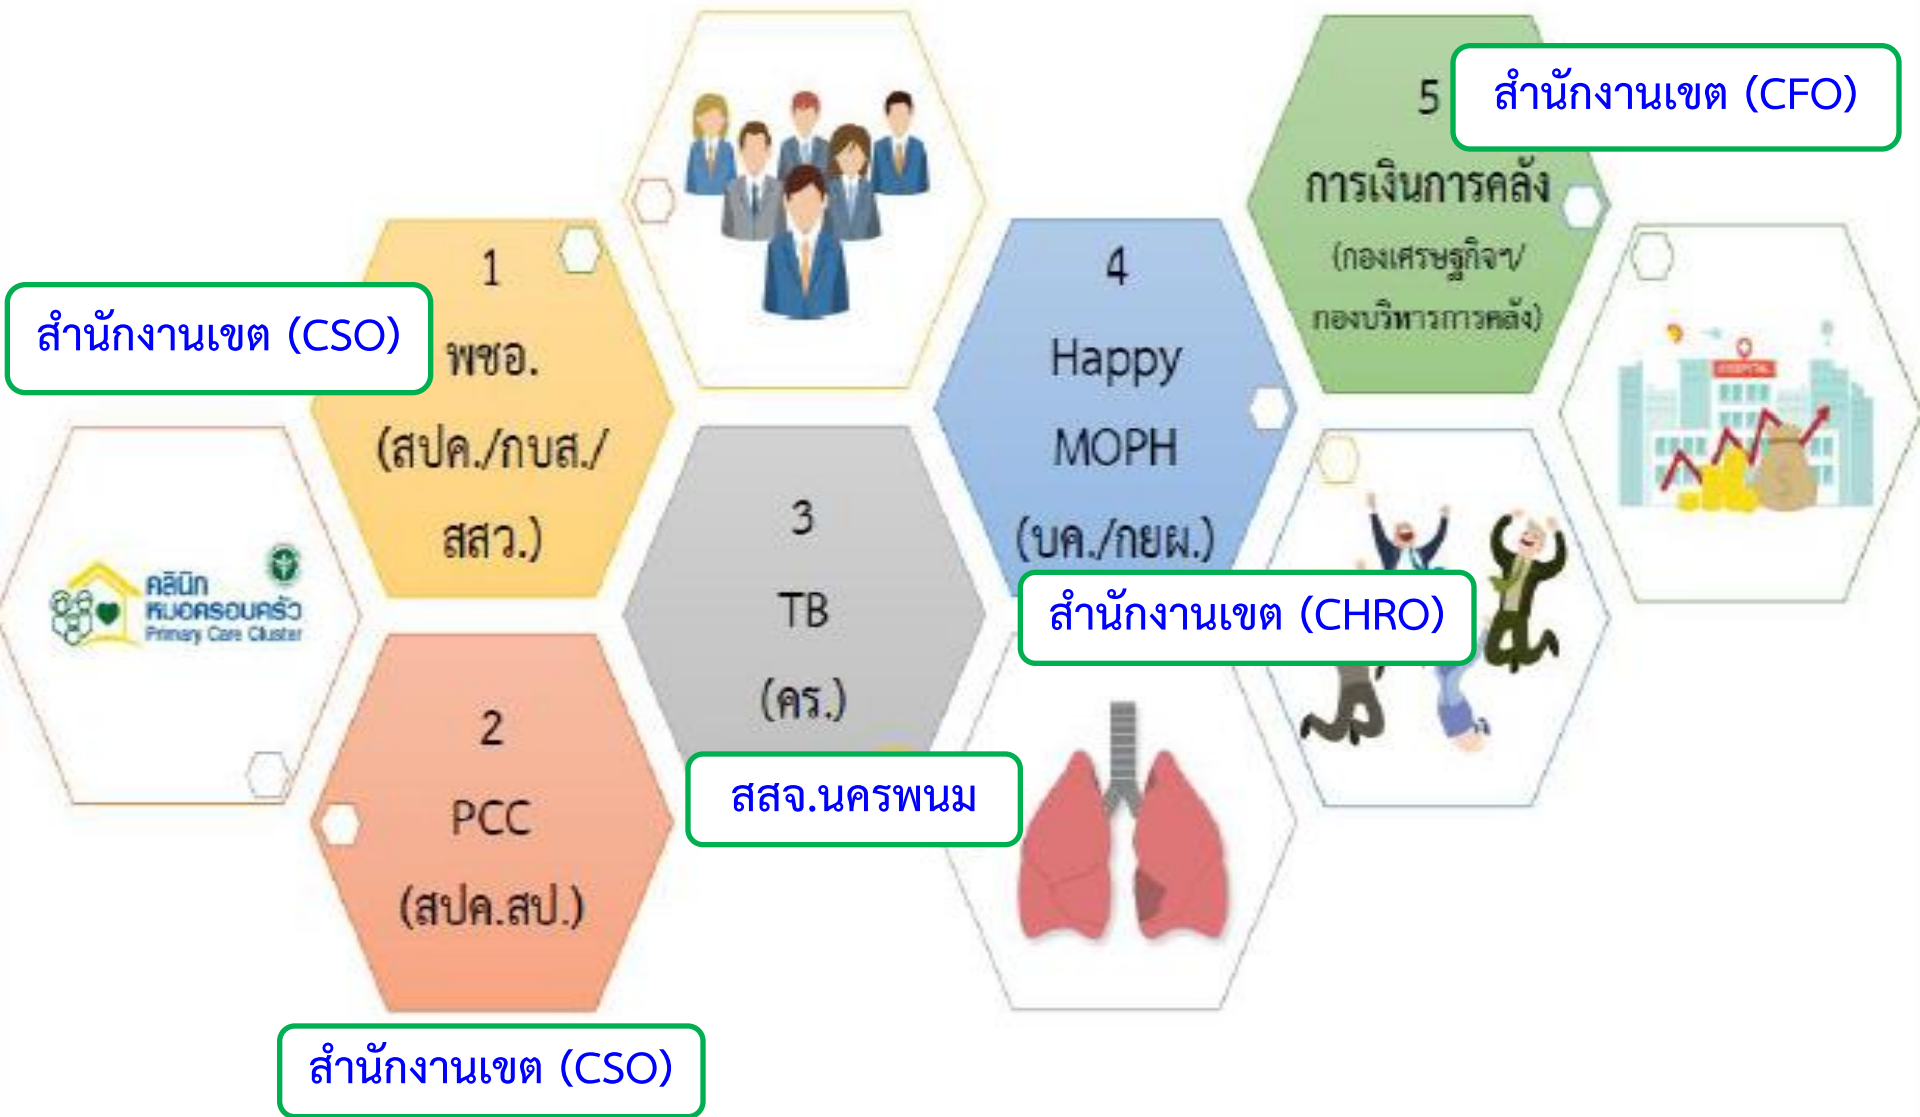 สำนักงานเขต (CSO)
1
พชอ.
(สปค./กบส./
สสว.)
คลินิก
หมอครอบครัว
Primary Care Cluster
2
PCC
(สปค.สป.)
สำนักงานเขต (CSO)
3
TB
(คร.)
สสจ.นครพนม
4
Happy
MOPH
(บค./กยผ.)
สำนักงานเขต (CHRO)
5
สำนักงานเขต (CFO)
การเงินการคลัง
(กองเศรษฐกิจฯ/
กองบริหารการคลัง)
HOSPITAL